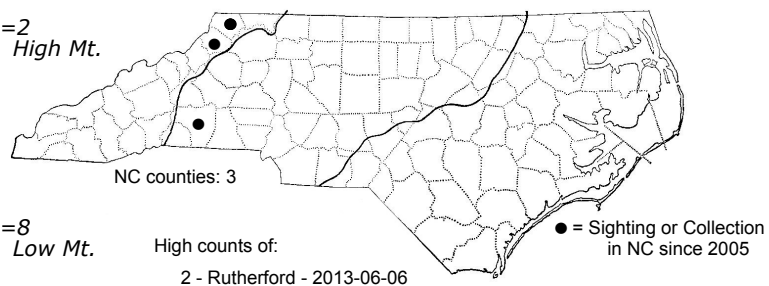 =2
High Mt.
NC counties: 3
=8
Low Mt.
High counts of:
2 - Rutherford - 2013-06-06
● = Sighting or Collection
in NC since 2005